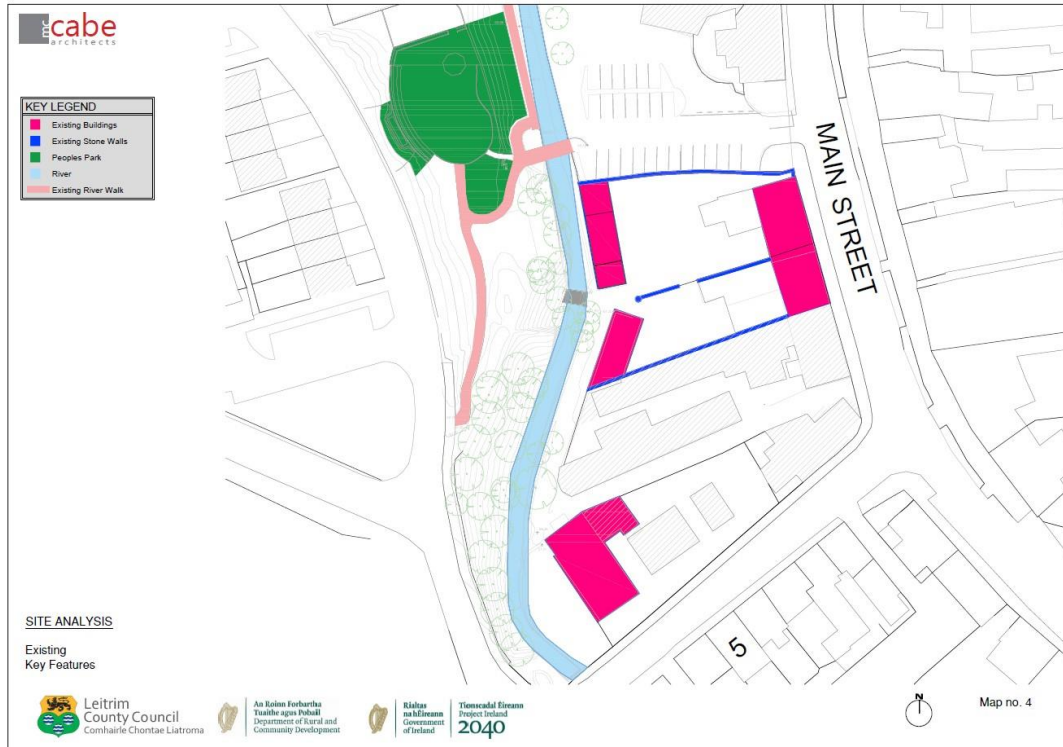 mc cabe
architects
KEY LEGEND
Existing Buildings
Existing Stone Walls
Peoples Park
River
Existing River Walk
MAIN STREET
5
SITE ANALYSIS
Existing
Key Features
Leitrim
County Council
Comhairle Chontae Liatroma
An Roinn Forbartha
Tuaithe agus Pobail
Department of Rural and
Community Development
Rialtas
na hÉireann
Government
of Ireland
Tionscadal Éireann
Project Ireland
2040
N
Map no. 4